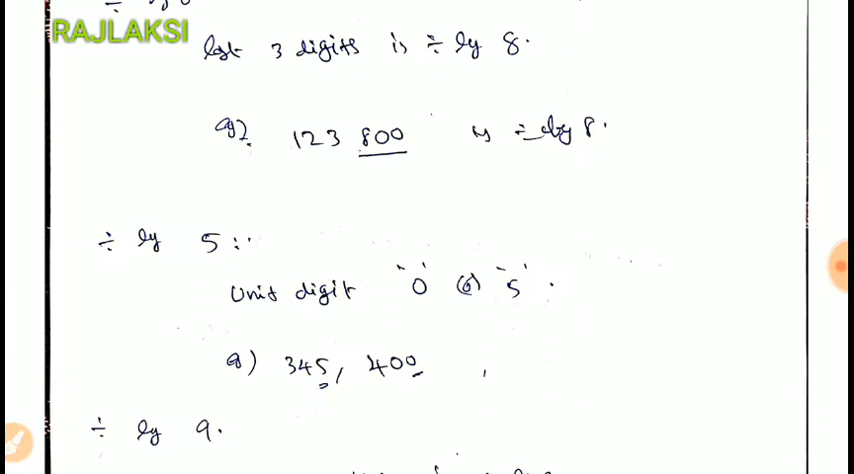 RAJLAKSI
last 3 digits is ÷ by 8.
eg). 123 800 is ÷ by 8.
÷ by 5 :
Unit digit "0" (or) "5".
eg) 345, 400,
÷ by 9.